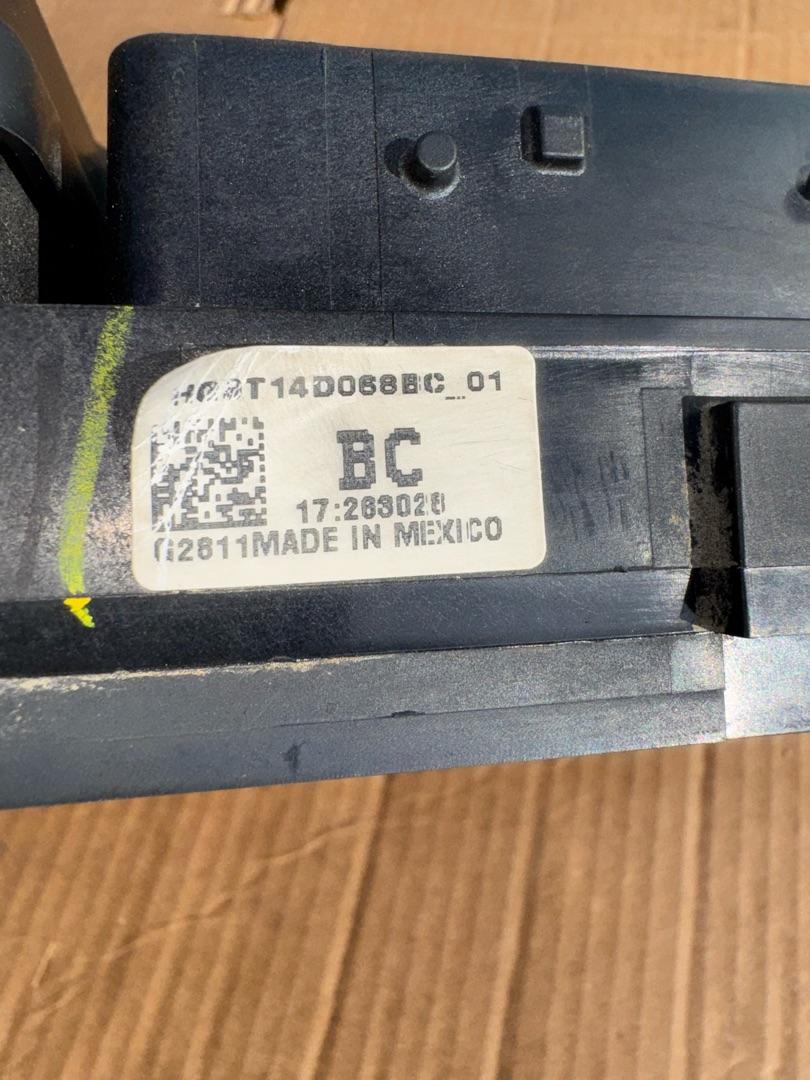 HC3T14D068BC_01
BC
17:263028
G2811MADE IN MEXICO